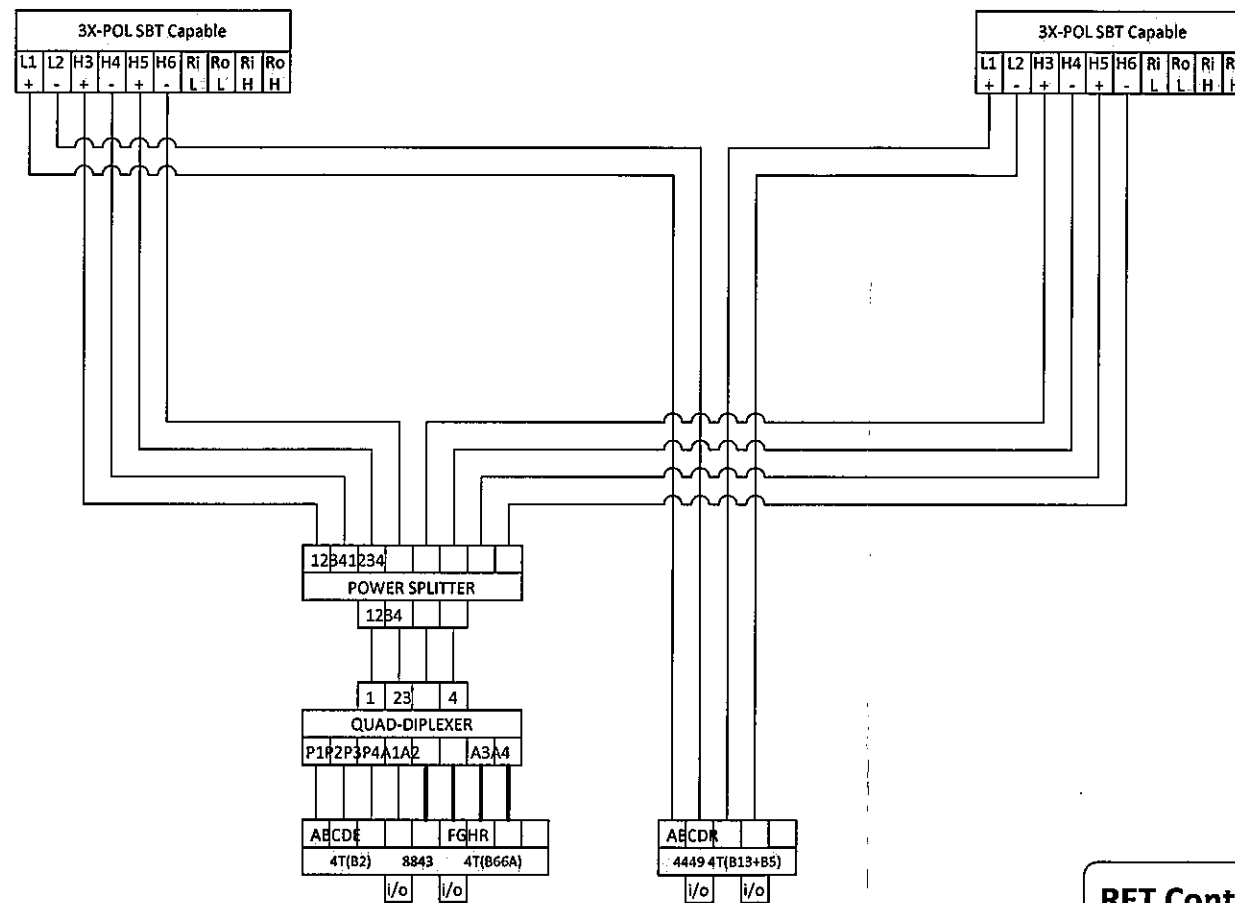 3X-POL SBT Capable
L1 L2 H3 H4 H5 H6 Ri Ro Ri Ro
+ - + - + - L L H H
3X-POL SBT Capable
L1 L2 H3 H4 H5 H6 Ri Ro Ri
+ - + - + - L L H
12341234
POWER SPLITTER
1234
1 23 4
QUAD-DIPLEXER
P1P2P3P4A1A2 A3A4
ABCDE FGHR
4T(B2) 8843 4T(B66A)
i/o i/o
ABCDR
4449 4T(B13+B5)
i/o i/o
RET Cont